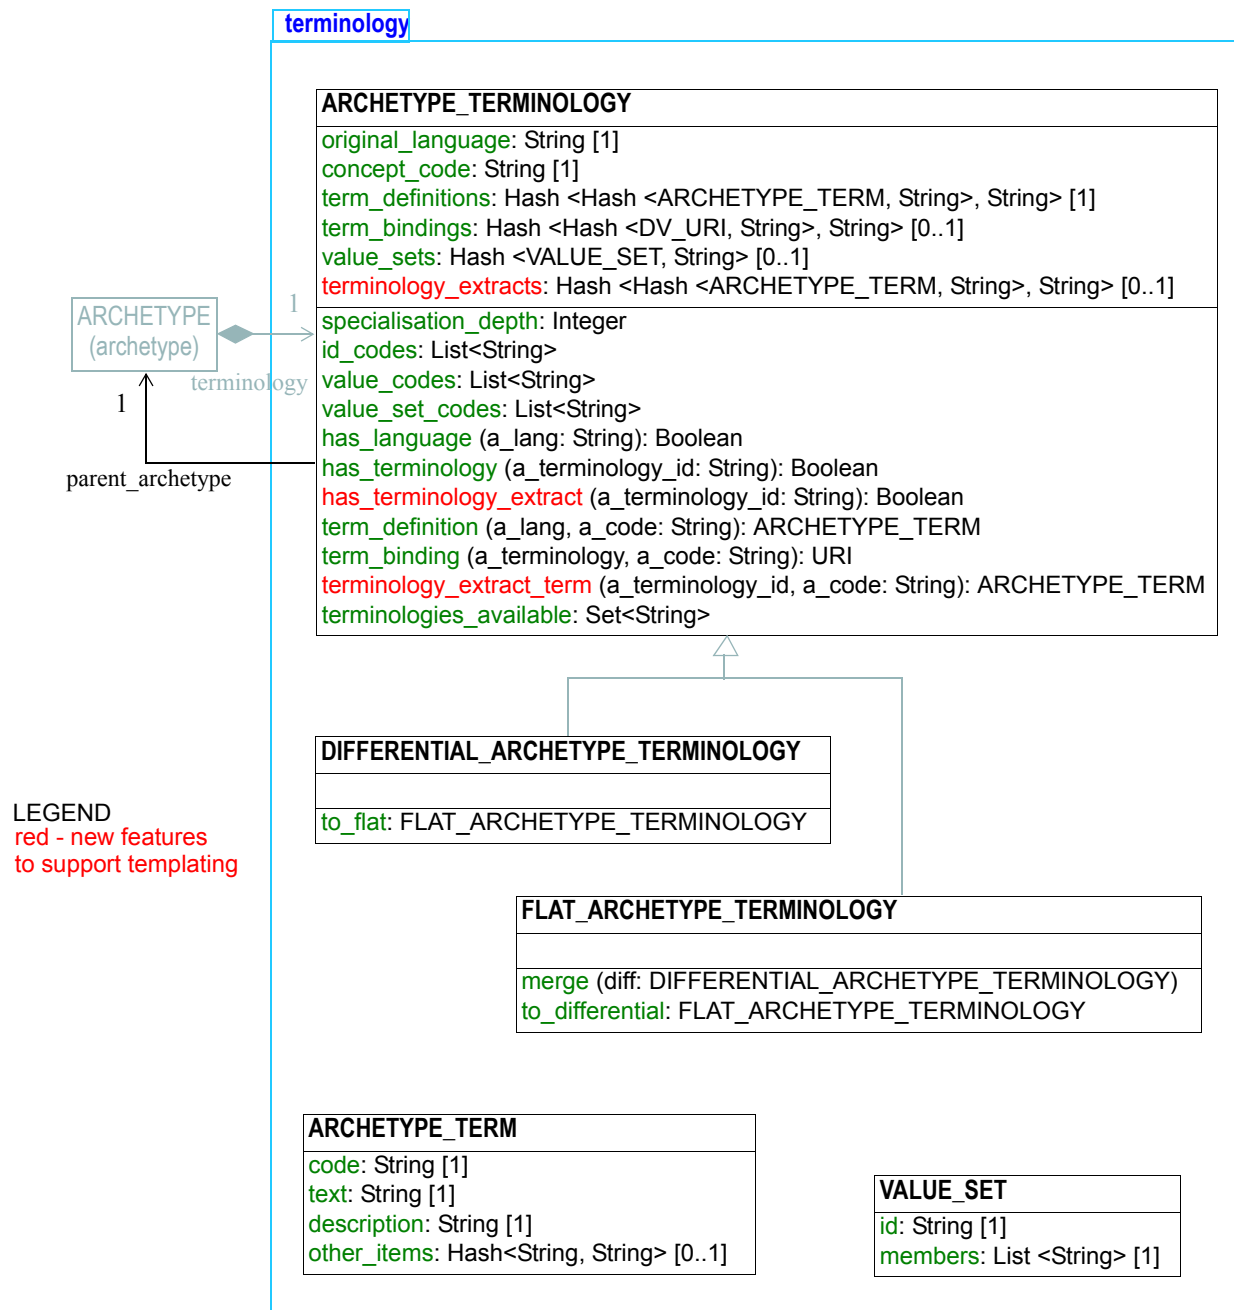 terminology
ARCHETYPE_TERMINOLOGY
original_language: String [1]
concept_code: String [1]
term_definitions: Hash <Hash <ARCHETYPE_TERM, String>, String> [1]
term_bindings: Hash <Hash <DV_URI, String>, String> [0..1]
value_sets: Hash <VALUE_SET, String> [0..1]
terminology_extracts: Hash <Hash <ARCHETYPE_TERM, String>, String> [0..1]
specialisation_depth: Integer
id_codes: List<String>
value_codes: List<String>
value_set_codes: List<String>
has_language (a_lang: String): Boolean
has_terminology (a_terminology_id: String): Boolean
has_terminology_extract (a_terminology_id: String): Boolean
term_definition (a_lang, a_code: String): ARCHETYPE_TERM
term_binding (a_terminology, a_code: String): URI
terminology_extract_term (a_terminology_id, a_code: String): ARCHETYPE_TERM
terminologies_available: Set<String>
ARCHETYPE
(archetype)
1
terminology
1
parent_archetype
DIFFERENTIAL_ARCHETYPE_TERMINOLOGY
to_flat: FLAT_ARCHETYPE_TERMINOLOGY
LEGEND
red - new features
to support templating
FLAT_ARCHETYPE_TERMINOLOGY
merge (diff: DIFFERENTIAL_ARCHETYPE_TERMINOLOGY)
to_differential: FLAT_ARCHETYPE_TERMINOLOGY
ARCHETYPE_TERM
code: String [1]
text: String [1]
description: String [1]
other_items: Hash<String, String> [0..1]
VALUE_SET
id: String [1]
members: List <String> [1]